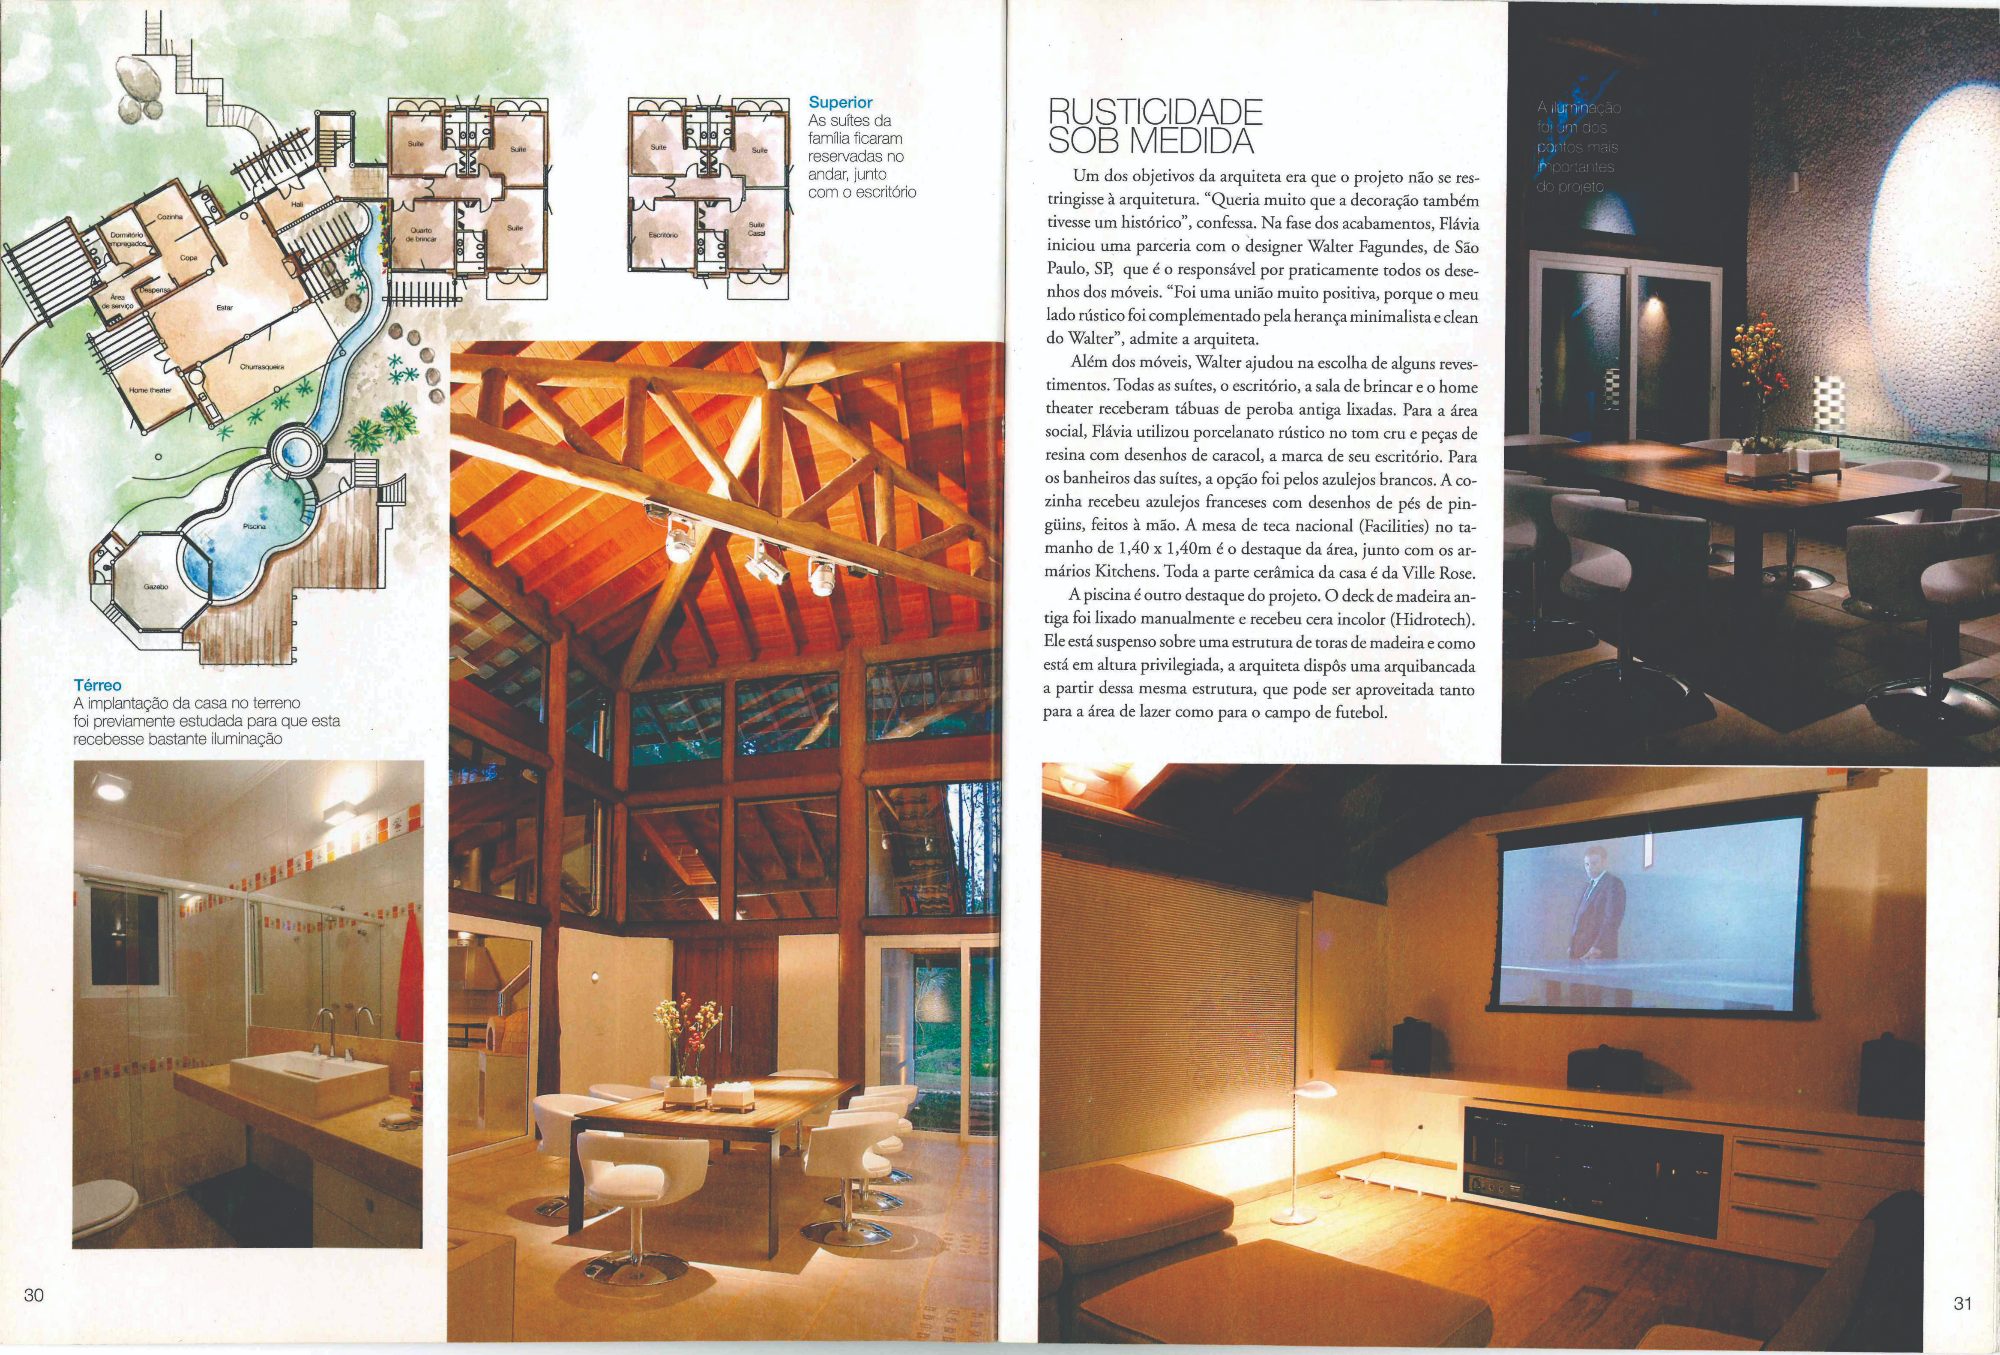 Suíte
Suíte
Hall
Cozinha
Dormitório
empregados
Copa
Quarto
de brincar
Suíte
Despensa
Área
de serviço
Estar
Churrasqueira
Home theater
Piscina
Gazebo
Suíte
Suíte
Escritório
Suíte
Casal
Superior
As suítes da
família ficaram
reservadas no
andar, junto
com o escritório
Térreo
A implantação da casa no terreno
foi previamente estudada para que esta
recebesse bastante iluminação
30
RUSTICIDADE
SOB MEDIDA
Um dos objetivos da arquiteta era que o projeto não se res-
tringisse à arquitetura. “Queria muito que a decoração também
tivesse um histórico”, confessa. Na fase dos acabamentos, Flávia
iniciou uma parceria com o designer Walter Fagundes, de São
Paulo, SP, que é o responsável por praticamente todos os dese-
nhos dos móveis. “Foi uma união muito positiva, porque o meu
lado rústico foi complementado pela herança minimalista e clean
do Walter”, admite a arquiteta.
Além dos móveis, Walter ajudou na escolha de alguns reves-
timentos. Todas as suítes, o escritório, a sala de brincar e o home
theater receberam tábuas de peroba antiga lixadas. Para a área
social, Flávia utilizou porcelanato rústico no tom cru e peças de
resina com desenhos de caracol, a marca de seu escritório. Para
os banheiros das suítes, a opção foi pelos azulejos brancos. A co-
zinha recebeu azulejos franceses com desenhos de pés de pin-
güins, feitos à mão. A mesa de teca nacional (Facilities) no ta-
manho de 1,40 x 1,40m é o destaque da área, junto com os ar-
mários Kitchens. Toda a parte cerâmica da casa é da Ville Rose.
A piscina é outro destaque do projeto. O deck de madeira an-
tiga foi lixado manualmente e recebeu cera incolor (Hidrotech).
Ele está suspenso sobre uma estrutura de toras de madeira e como
está em altura privilegiada, a arquiteta dispôs uma arquibancada
a partir dessa mesma estrutura, que pode ser aproveitada tanto
para a área de lazer como para o campo de futebol.
A iluminação
foi um dos
pontos mais
importantes
do projeto
31